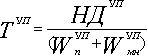 T^УП = НД^УП / (W_п^УП + W_мн^УП)